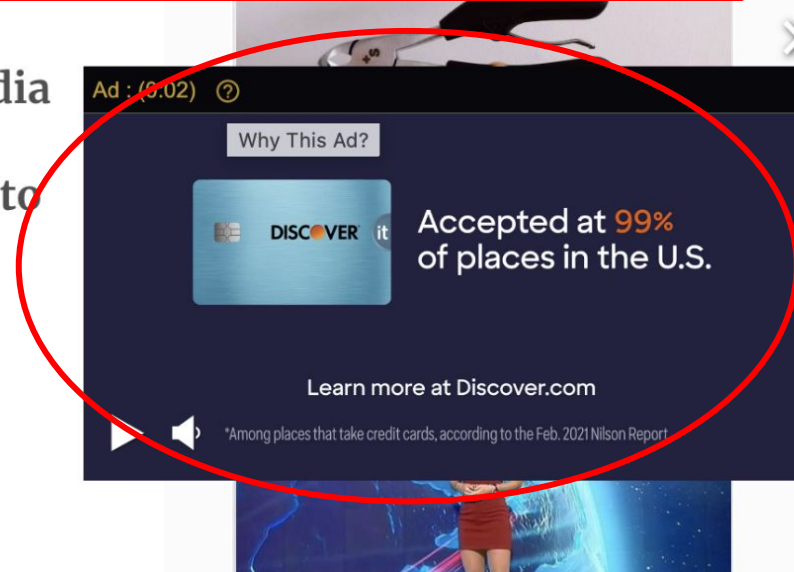 dia
to
Ad : (0:02) ?
Why This Ad?
DISCOVER it
Accepted at 99%
of places in the U.S.
Learn more at Discover.com
*Among places that take credit cards, according to the Feb. 2021 Nilson Report